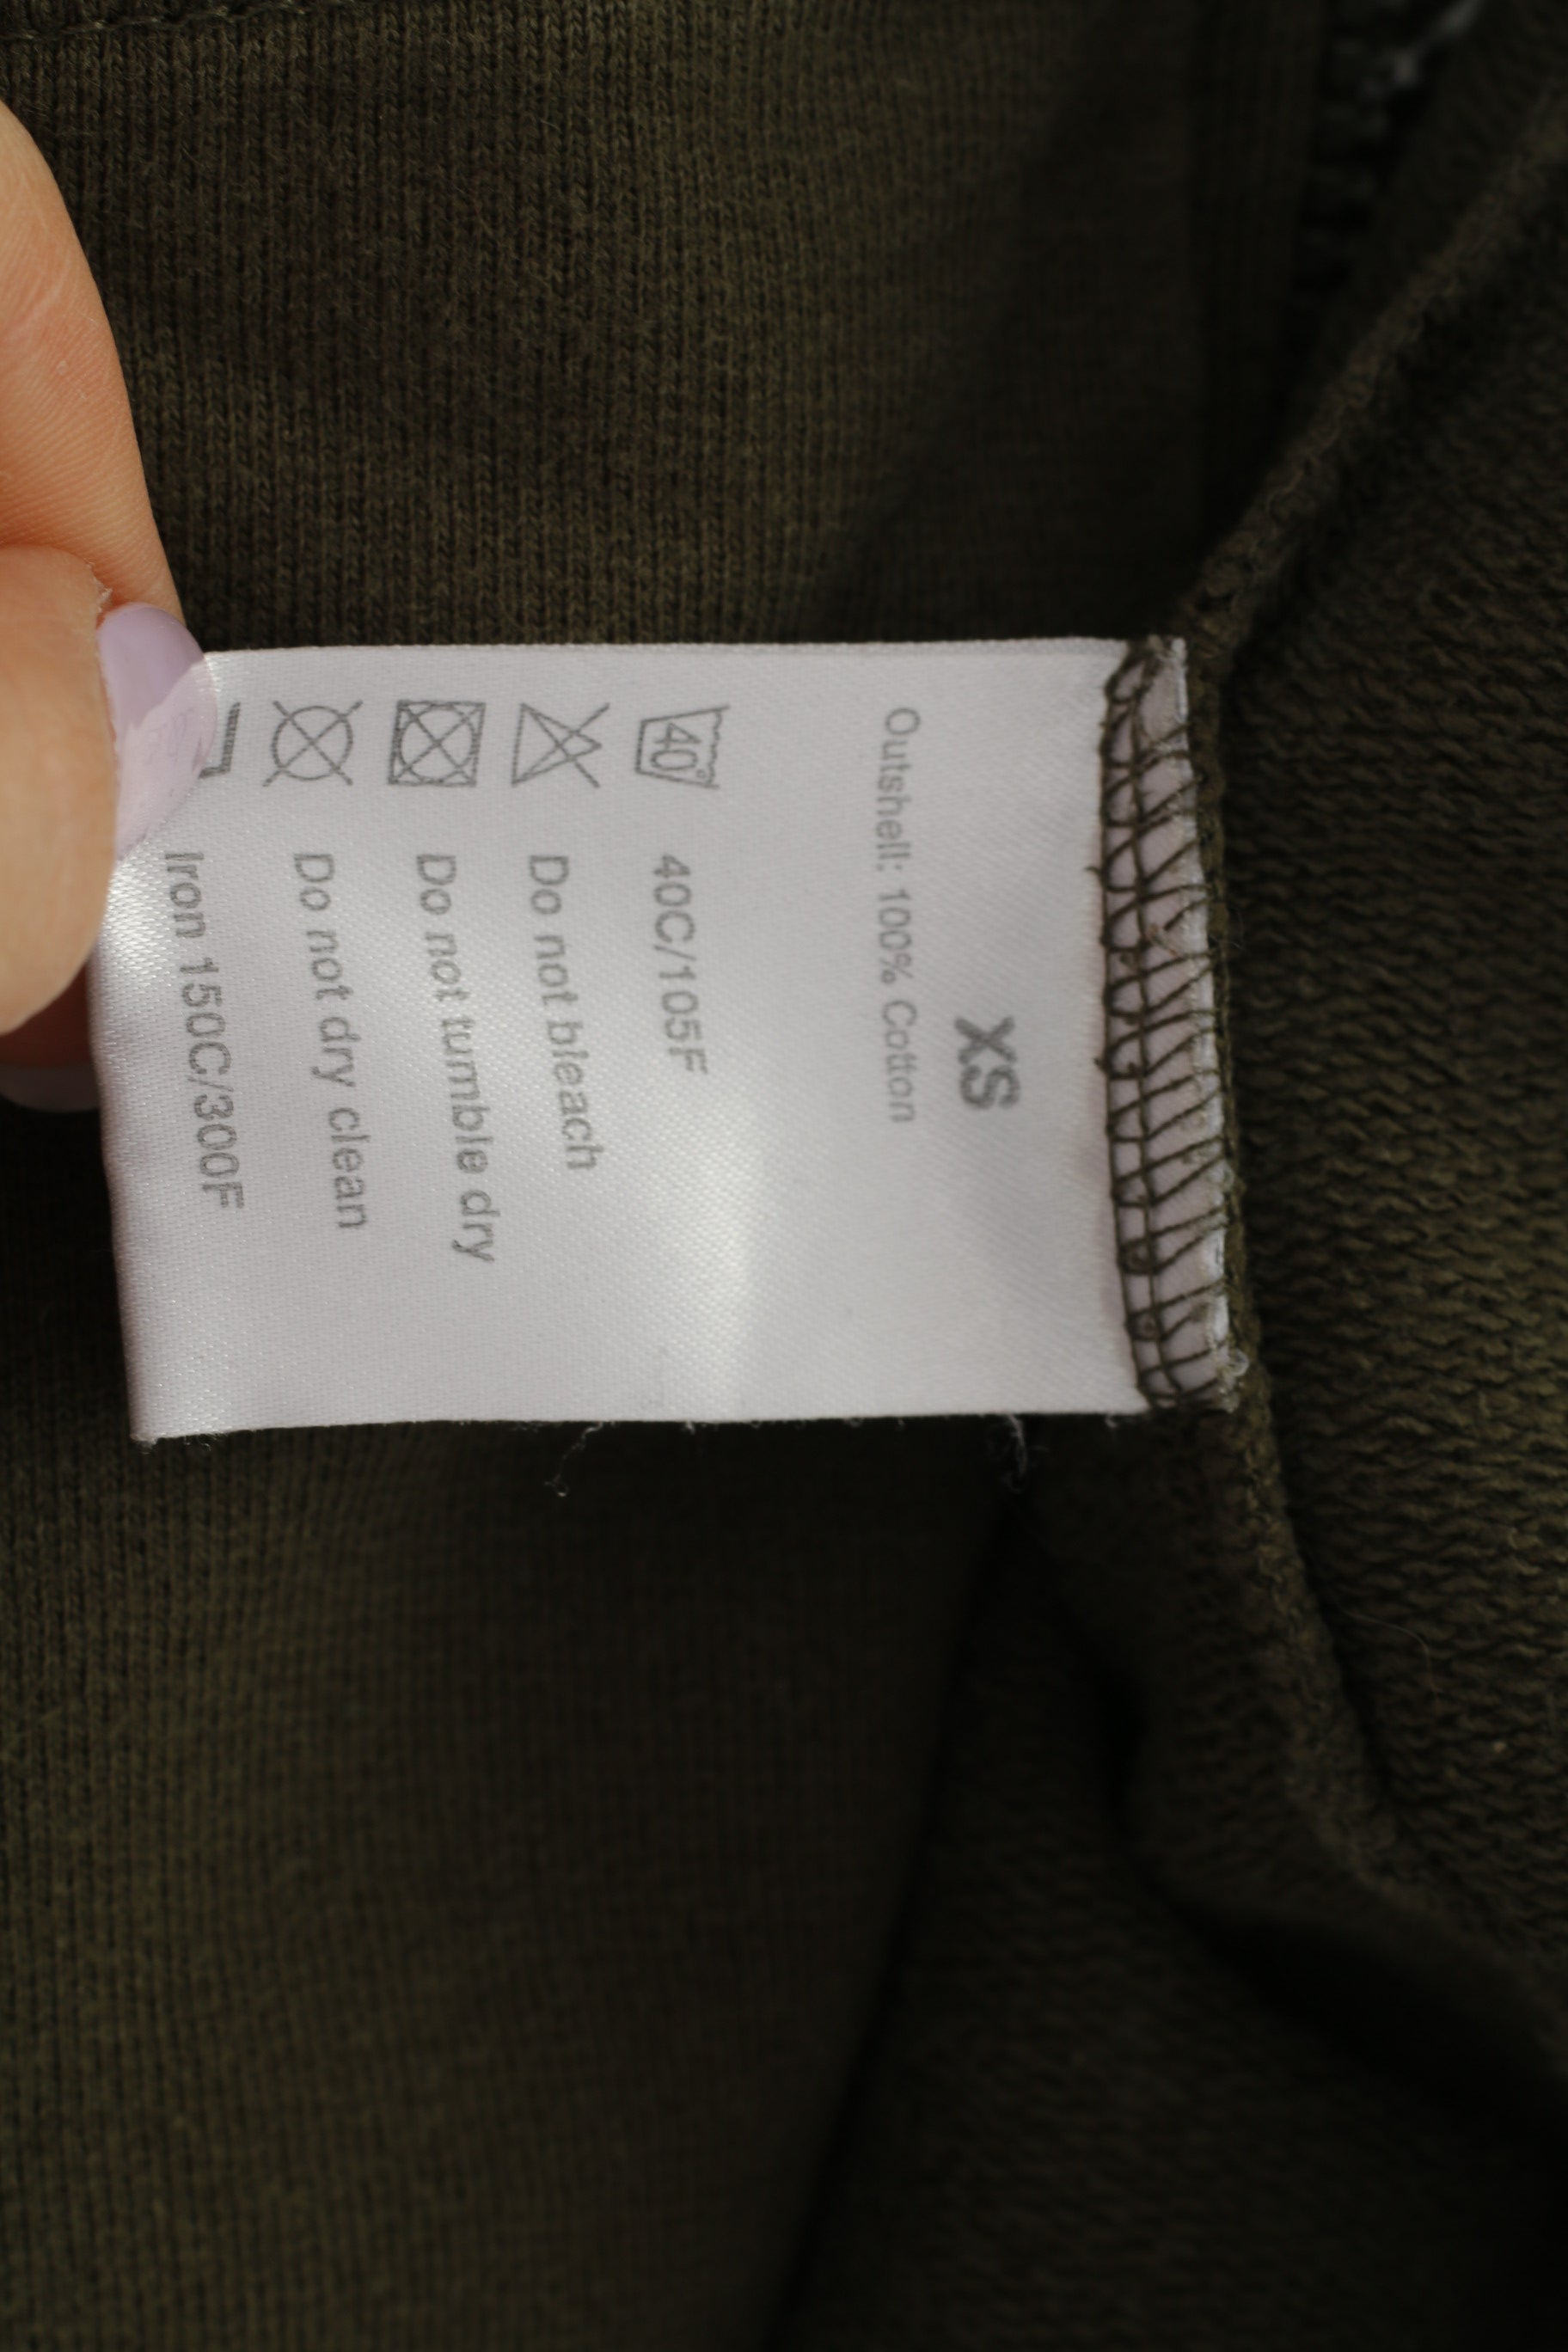 XS
Outshell: 100% Cotton
40° 40C/105F
Do not bleach
Do not tumble dry
Do not dry clean
Iron 150C/300F